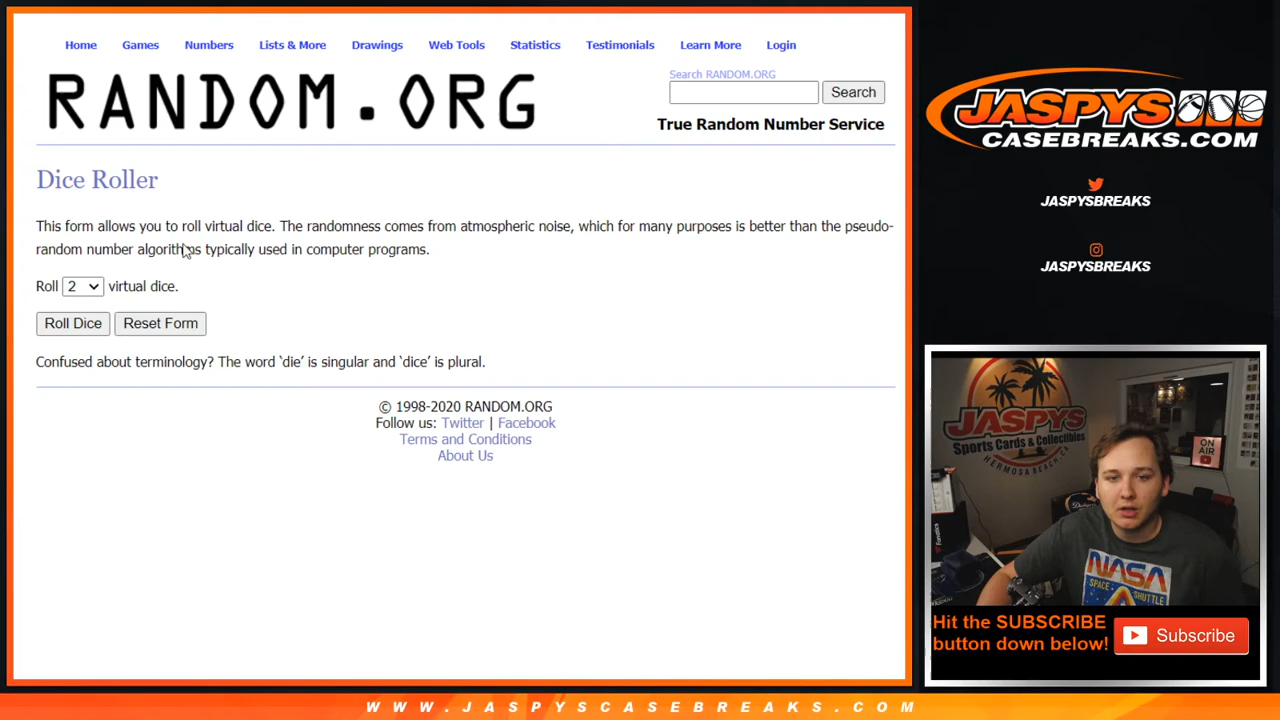 Home Games Numbers Lists & More Drawings Web Tools Statistics Testimonials Learn More Login
RANDOM.ORG
Search RANDOM.ORG
Search
True Random Number Service
Dice Roller
This form allows you to roll virtual dice. The randomness comes from atmospheric noise, which for many purposes is better than the pseudo-
random number algorithms typically used in computer programs.
Roll 2 virtual dice.
Roll Dice Reset Form
Confused about terminology? The word ‘die’ is singular and ‘dice’ is plural.
© 1998-2020 RANDOM.ORG
Follow us: Twitter | Facebook
Terms and Conditions
About Us
JASPYS
CASEBREAKS.COM
JASPYSBREAKS
JASPYSBREAKS
JASPYS
Sports Cards & Collectibles
HERMOSA BEACH, CA
ON
AIR
Dodgers
Fanatics
NASA
SPACE SHUTTLE
Hit the SUBSCRIBE
button down below!
Subscribe
WWW.JASPYSCASEBREAKS.COM